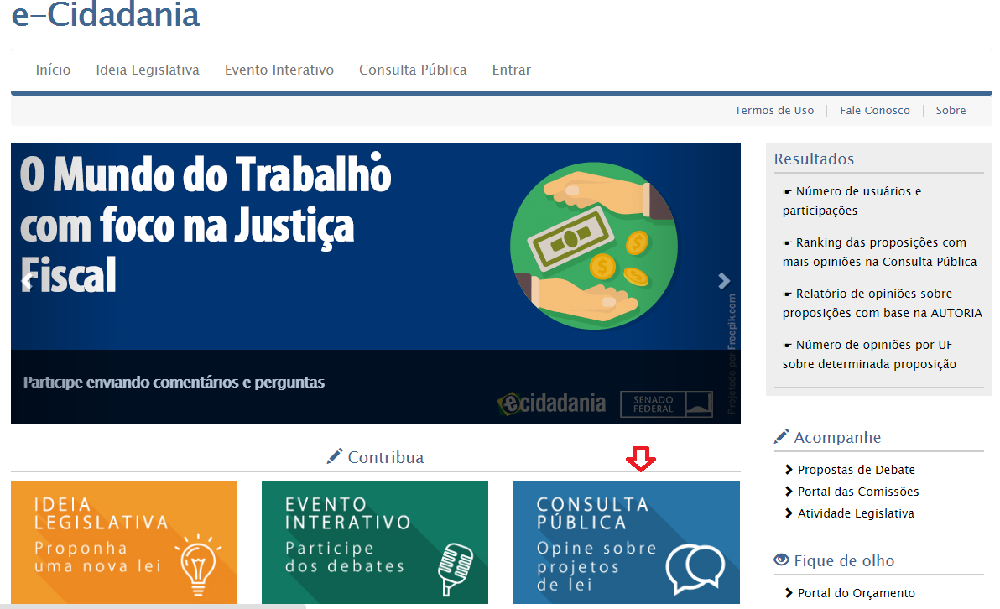 e-Cidadania
Início Ideia Legislativa Evento Interativo Consulta Pública Entrar
Termos de Uso Fale Conosco Sobre
O Mundo do Trabalho
com foco na Justiça
Fiscal
Participe enviando comentários e perguntas
ecidadania
SENADO
FEDERAL
Projetado por Freepik.com
Contribua
IDEIA
LEGISLATIVA
Proponha
uma nova lei
EVENTO
INTERATIVO
Participe
dos debates
CONSULTA
PÚBLICA
Opine sobre
projetos
de lei
Resultados
☛ Número de usuários e
participações
☛ Ranking das proposições com
mais opiniões na Consulta Pública
☛ Relatório de opiniões sobre
proposições com base na AUTORIA
☛ Número de opiniões por UF
sobre determinada proposição
Acompanhe
Propostas de Debate
Portal das Comissões
Atividade Legislativa
Fique de olho
Portal do Orçamento